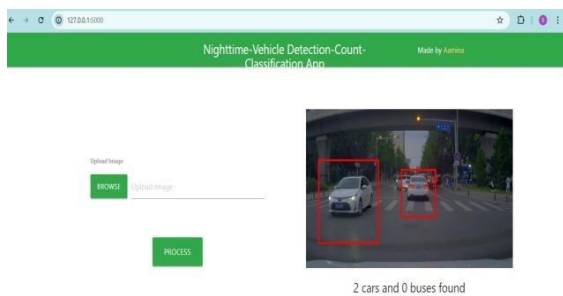 127.0.0.1:5000
Nighttime-Vehicle Detection-Count-
Classification App
Made by Aamina
Upload Image
BROWSE
Upload Image
PROCESS
2 cars and 0 buses found